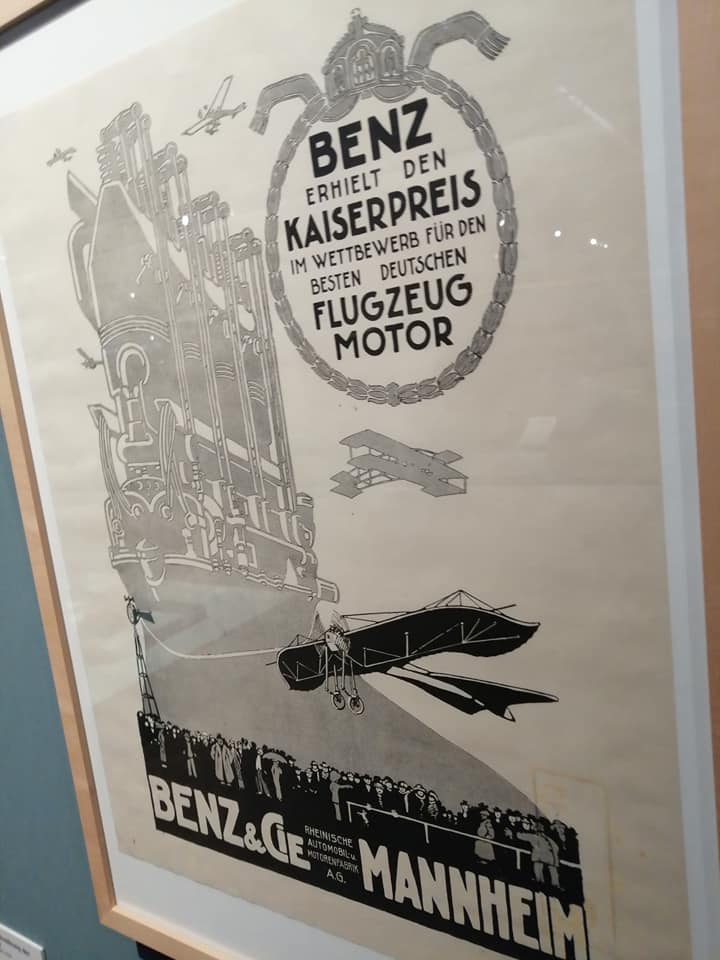 BENZ
ERHIELT DEN
KAISERPREIS
IM WETTBEWERB FÜR DEN
BESTEN DEUTSCHEN
FLUGZEUG
MOTOR
BENZ & CIE
RHEINISCHE
AUTOMOBIL-u.
MOTORENFABRIK
A.G.
MANNHEIM